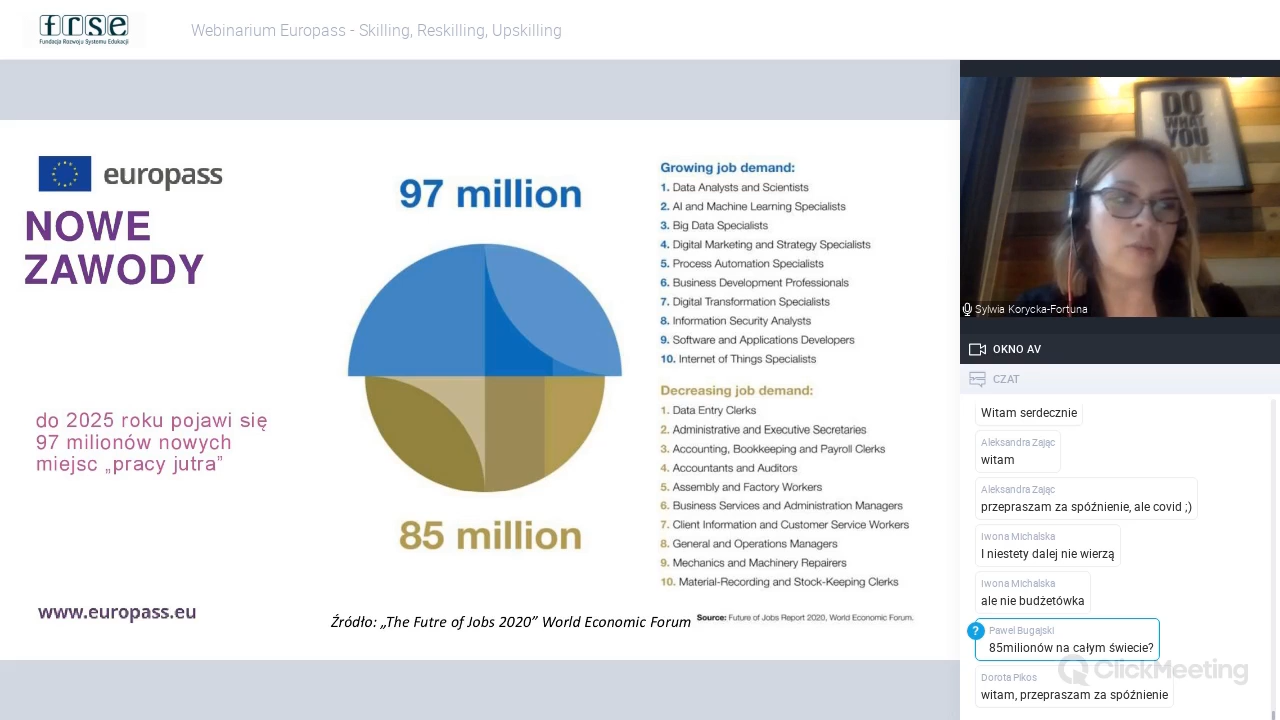 frse
Fundacja Rozwoju Systemu Edukacji
Webinarium Europass - Skilling, Reskilling, Upskilling
europass
NOWE
ZAWODY
do 2025 roku pojawi się
97 milionów nowych
miejsc „pracy jutra”
www.europass.eu
97 million
85 million
Growing job demand:
1. Data Analysts and Scientists
2. AI and Machine Learning Specialists
3. Big Data Specialists
4. Digital Marketing and Strategy Specialists
5. Process Automation Specialists
6. Business Development Professionals
7. Digital Transformation Specialists
8. Information Security Analysts
9. Software and Applications Developers
10. Internet of Things Specialists
Decreasing job demand:
1. Data Entry Clerks
2. Administrative and Executive Secretaries
3. Accounting, Bookkeeping and Payroll Clerks
4. Accountants and Auditors
5. Assembly and Factory Workers
6. Business Services and Administration Managers
7. Client Information and Customer Service Workers
8. General and Operations Managers
9. Mechanics and Machinery Repairers
10. Material-Recording and Stock-Keeping Clerks
Źródło: „The Futre of Jobs 2020” World Economic Forum
Source: Future of Jobs Report 2020, World Economic Forum.
DO
WHAT
YOU
LOVE
Sylwia Korycka-Fortuna
OKNO AV
CZAT
Witam serdecznie
Aleksandra Zając
witam
Aleksandra Zając
przepraszam za spóźnienie, ale covid ;)
Iwona Michalska
I niestety dalej nie wierzą
Iwona Michalska
ale nie budżetówka
?
Paweł Bugajski
85milionów na całym świecie?
ClickMeeting
Dorota Pikos
witam, przepraszam za spóźnienie